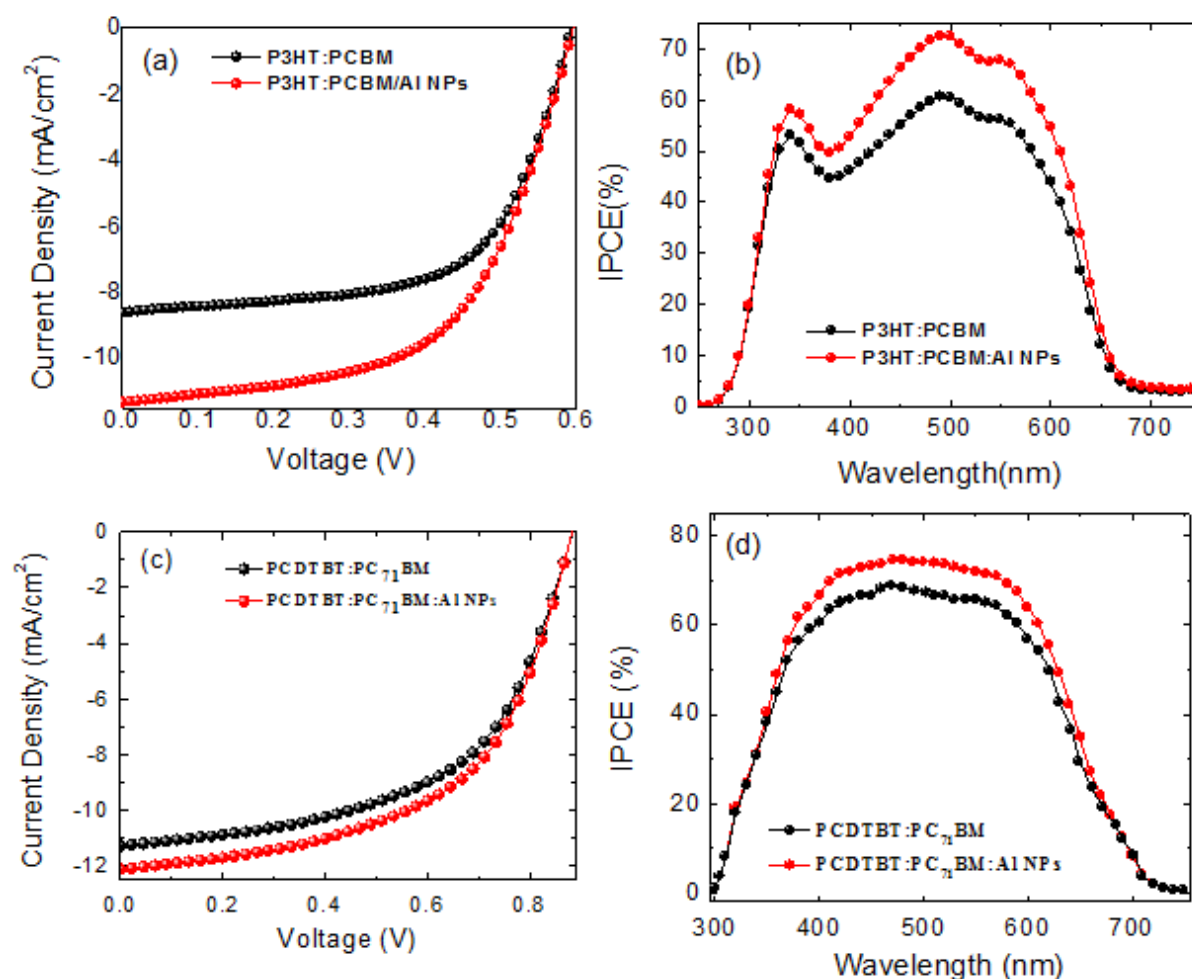 (a)
P3HT:PCBM
P3HT:PCBM/Al NPs
0
-2
-4
-6
-8
-10
0.0 0.1 0.2 0.3 0.4 0.5 0.6
Current Density (mA/cm²)
Voltage (V)
(b)
70
60
50
40
30
20
10
0
P3HT:PCBM
P3HT:PCBM:Al NPs
300 400 500 600 700
IPCE(%)
Wavelength(nm)
(c)
PCDTBT:PC₇₁BM
PCDTBT:PC₇₁BM:Al NPs
0
-2
-4
-6
-8
-10
-12
0.0 0.2 0.4 0.6 0.8
Current Density (mA/cm²)
Voltage (V)
(d)
80
60
40
20
0
PCDTBT:PC₇₁BM
PCDTBT:PC₇₁BM:Al NPs
300 400 500 600 700
IPCE (%)
Wavelength (nm)